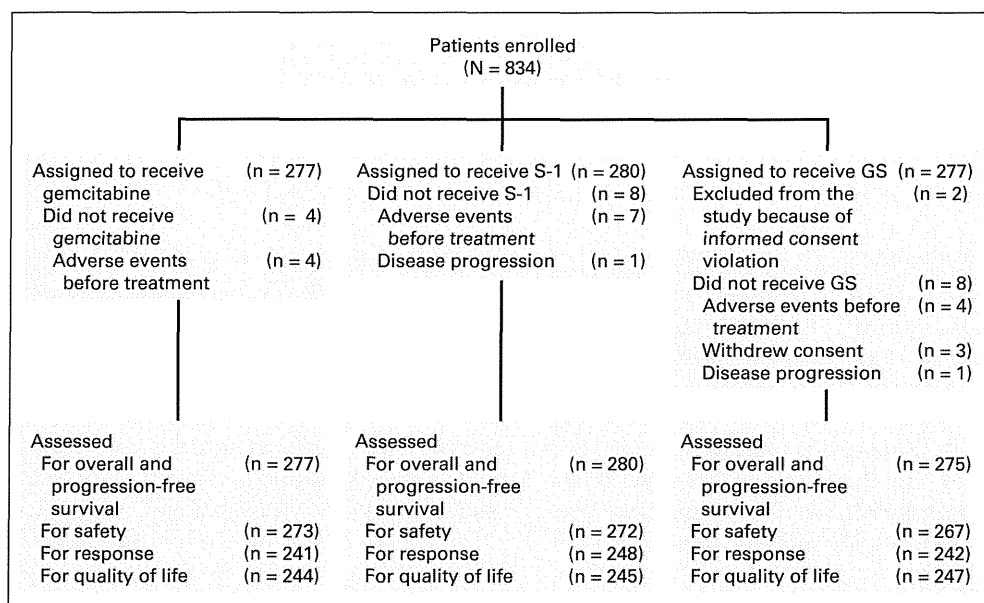 Patients enrolled
(N = 834)
Assigned to receive (n = 277)
gemcitabine
Did not receive (n = 4)
gemcitabine
Adverse events (n = 4)
before treatment
Assigned to receive S-1 (n = 280)
Did not receive S-1 (n = 8)
Adverse events (n = 7)
before treatment
Disease progression (n = 1)
Assigned to receive GS (n = 277)
Excluded from the (n = 2)
study because of
informed consent
violation
Did not receive GS (n = 8)
Adverse events before (n = 4)
treatment
Withdrew consent (n = 3)
Disease progression (n = 1)
Assessed
For overall and (n = 277)
progression-free
survival
For safety (n = 273)
For response (n = 241)
For quality of life (n = 244)
Assessed
For overall and (n = 280)
progression-free
survival
For safety (n = 272)
For response (n = 248)
For quality of life (n = 245)
Assessed
For overall and (n = 275)
progression-free
survival
For safety (n = 267)
For response (n = 242)
For quality of life (n = 247)